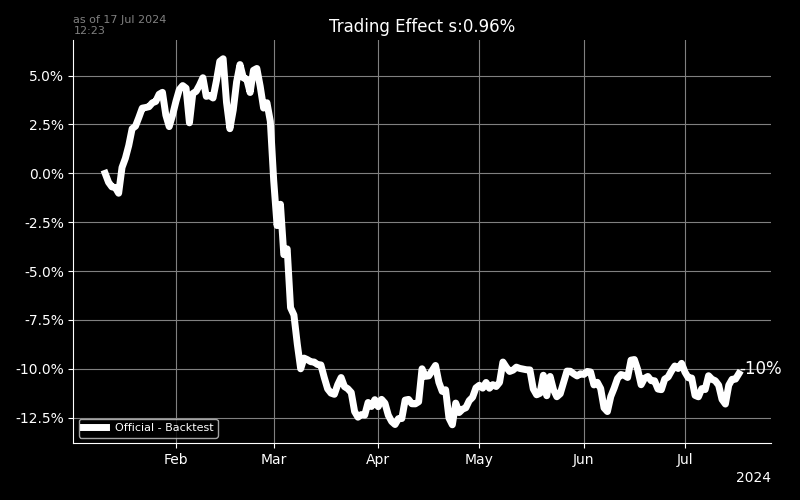 as of 17 Jul 2024
12:23
Trading Effect s:0.96%
5.0%
2.5%
0.0%
-2.5%
-5.0%
-7.5%
-10.0%
-12.5%
-10%
Official - Backtest
Feb
Mar
Apr
May
Jun
Jul
2024